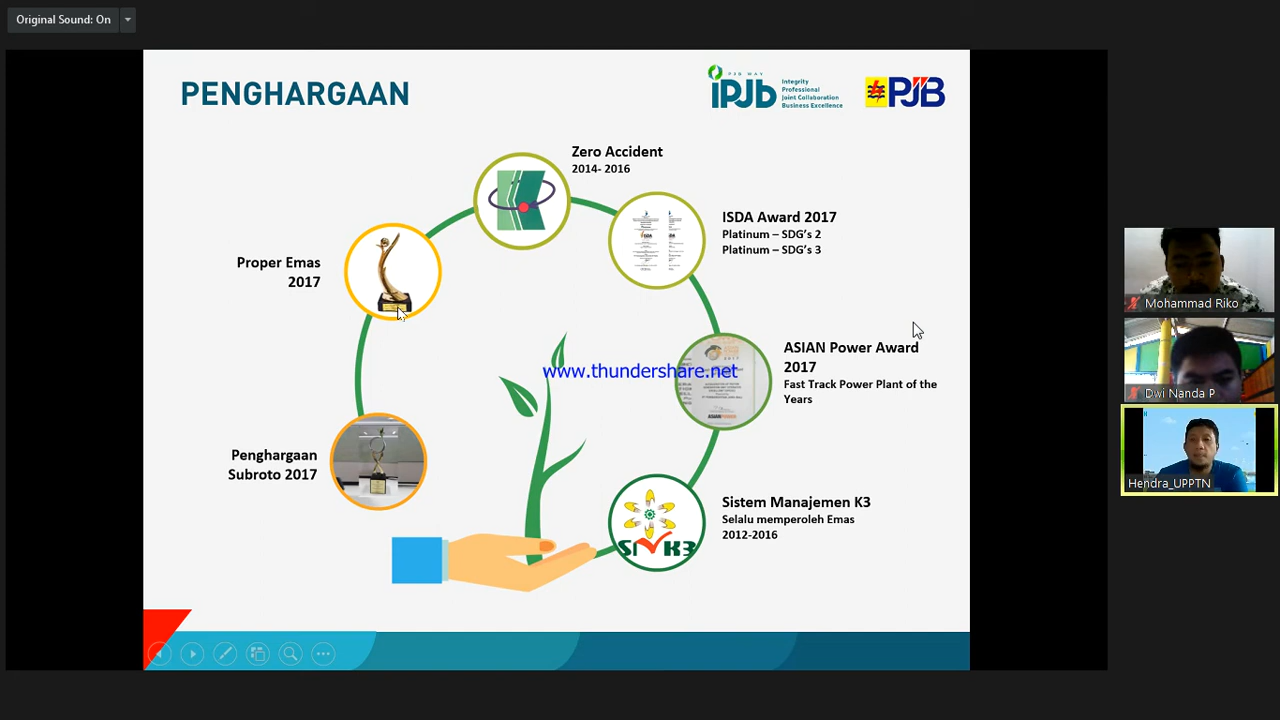 Original Sound: On
PENGHARGAAN
PJB WAY
iPJb
Integrity
Professional
Joint Collaboration
Business Excellence
PJB
Zero Accident
2014- 2016
ISDA Award 2017
Platinum – SDG's 2
Platinum – SDG's 3
Proper Emas
2017
ASIAN Power Award
2017
Fast Track Power Plant of the
Years
www.thundershare.net
Penghargaan
Subroto 2017
Sistem Manajemen K3
Selalu memperoleh Emas
2012-2016
SMK3
Mohammad Riko
Dwi Nanda P
Hendra_UPPTN